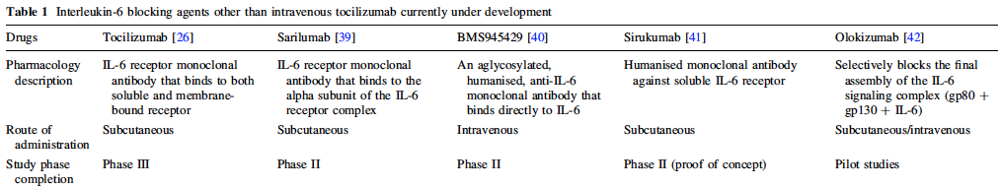 Table 1 Interleukin-6 blocking agents other than intravenous tocilizumab currently under development
Drugs Tocilizumab [26] Sarilumab [39] BMS945429 [40] Sirukumab [41] Olokizumab [42]
Pharmacology IL-6 receptor monoclonal IL-6 receptor monoclonal An aglycosylated, Humanised monoclonal antibody Selectively blocks the final
description antibody that binds to both antibody that binds to the humanised, anti-IL-6 against soluble IL-6 receptor assembly of the IL-6
soluble and membrane- alpha subunit of the IL-6 monoclonal antibody that signaling complex (gp80 +
bound receptor receptor complex binds directly to IL-6 gp130 + IL-6)
Route of Subcutaneous Subcutaneous Intravenous Subcutaneous Subcutaneous/intravenous
administration
Study phase Phase III Phase II Phase II Phase II (proof of concept) Pilot studies
completion